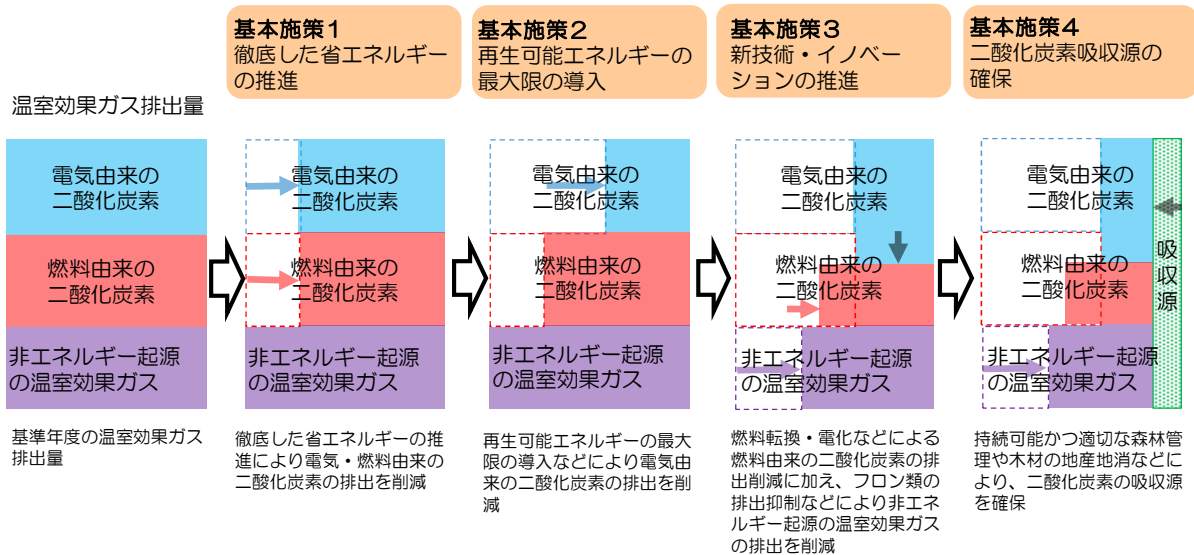 基本施策1
徹底した省エネルギー
の推進
基本施策2
再生可能エネルギーの
最大限の導入
基本施策3
新技術・イノベー
ションの推進
基本施策4
二酸化炭素吸収源の
確保
温室効果ガス排出量
電気由来の
二酸化炭素
燃料由来の
二酸化炭素
非エネルギー起源
の温室効果ガス
基準年度の温室効果ガス
排出量
電気由来の
二酸化炭素
燃料由来の
二酸化炭素
非エネルギー起源
の温室効果ガス
徹底した省エネルギーの推
進により電気・燃料由来の
二酸化炭素の排出を削減
電気由来の
二酸化炭素
燃料由来の
二酸化炭素
非エネルギー起源
の温室効果ガス
再生可能エネルギーの最大
限の導入などにより電気由
来の二酸化炭素の排出を削
減
電気由来の
二酸化炭素
燃料由来の
二酸化炭素
非エネルギー起源
の温室効果ガス
燃料転換・電化などによる
燃料由来の二酸化炭素の排
出削減に加え、フロン類の
排出抑制などにより非エネ
ルギー起源の温室効果ガス
の排出を削減
電気由来の
二酸化炭素
燃料由来の
二酸化炭素
非エネルギー起源
の温室効果ガス
吸収源
持続可能かつ適切な森林管
理や木材の地産地消などに
より、二酸化炭素の吸収源
を確保